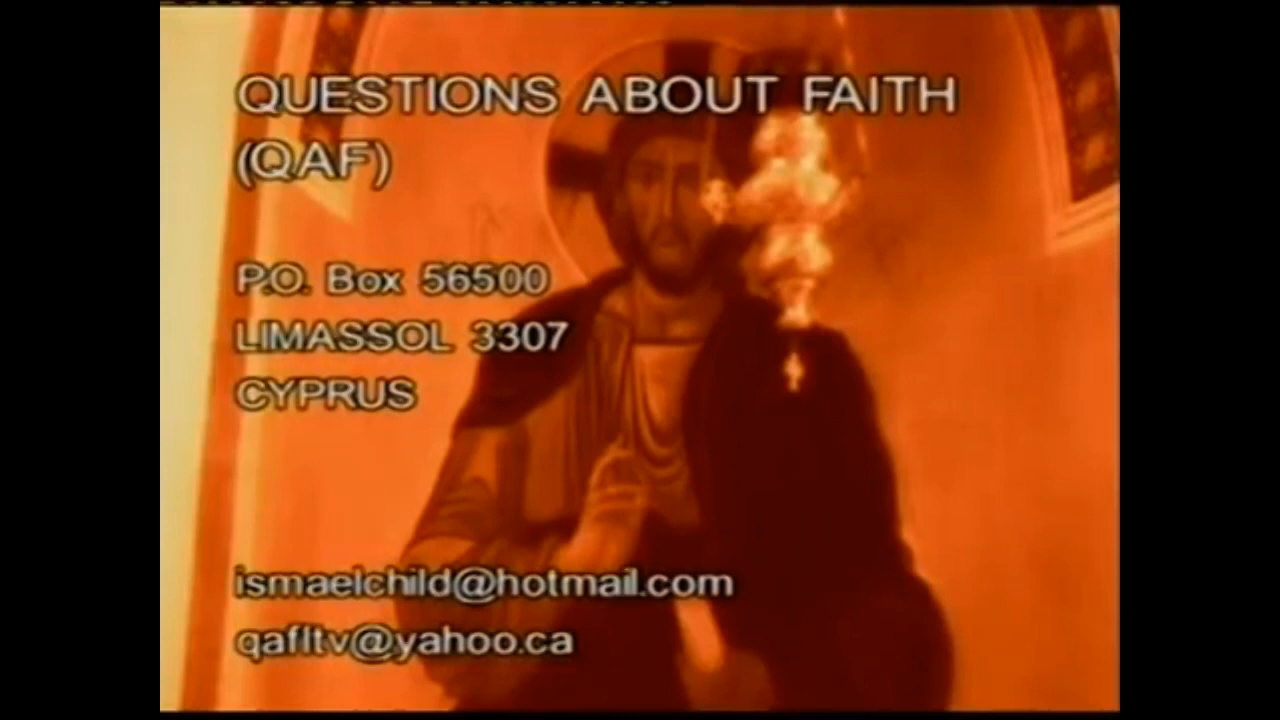 QUESTIONS ABOUT FAITH
(QAF)
P.O. Box 56500
LIMASSOL 3307
CYPRUS
ismaelchild@hotmail.com
qafltv@yahoo.ca